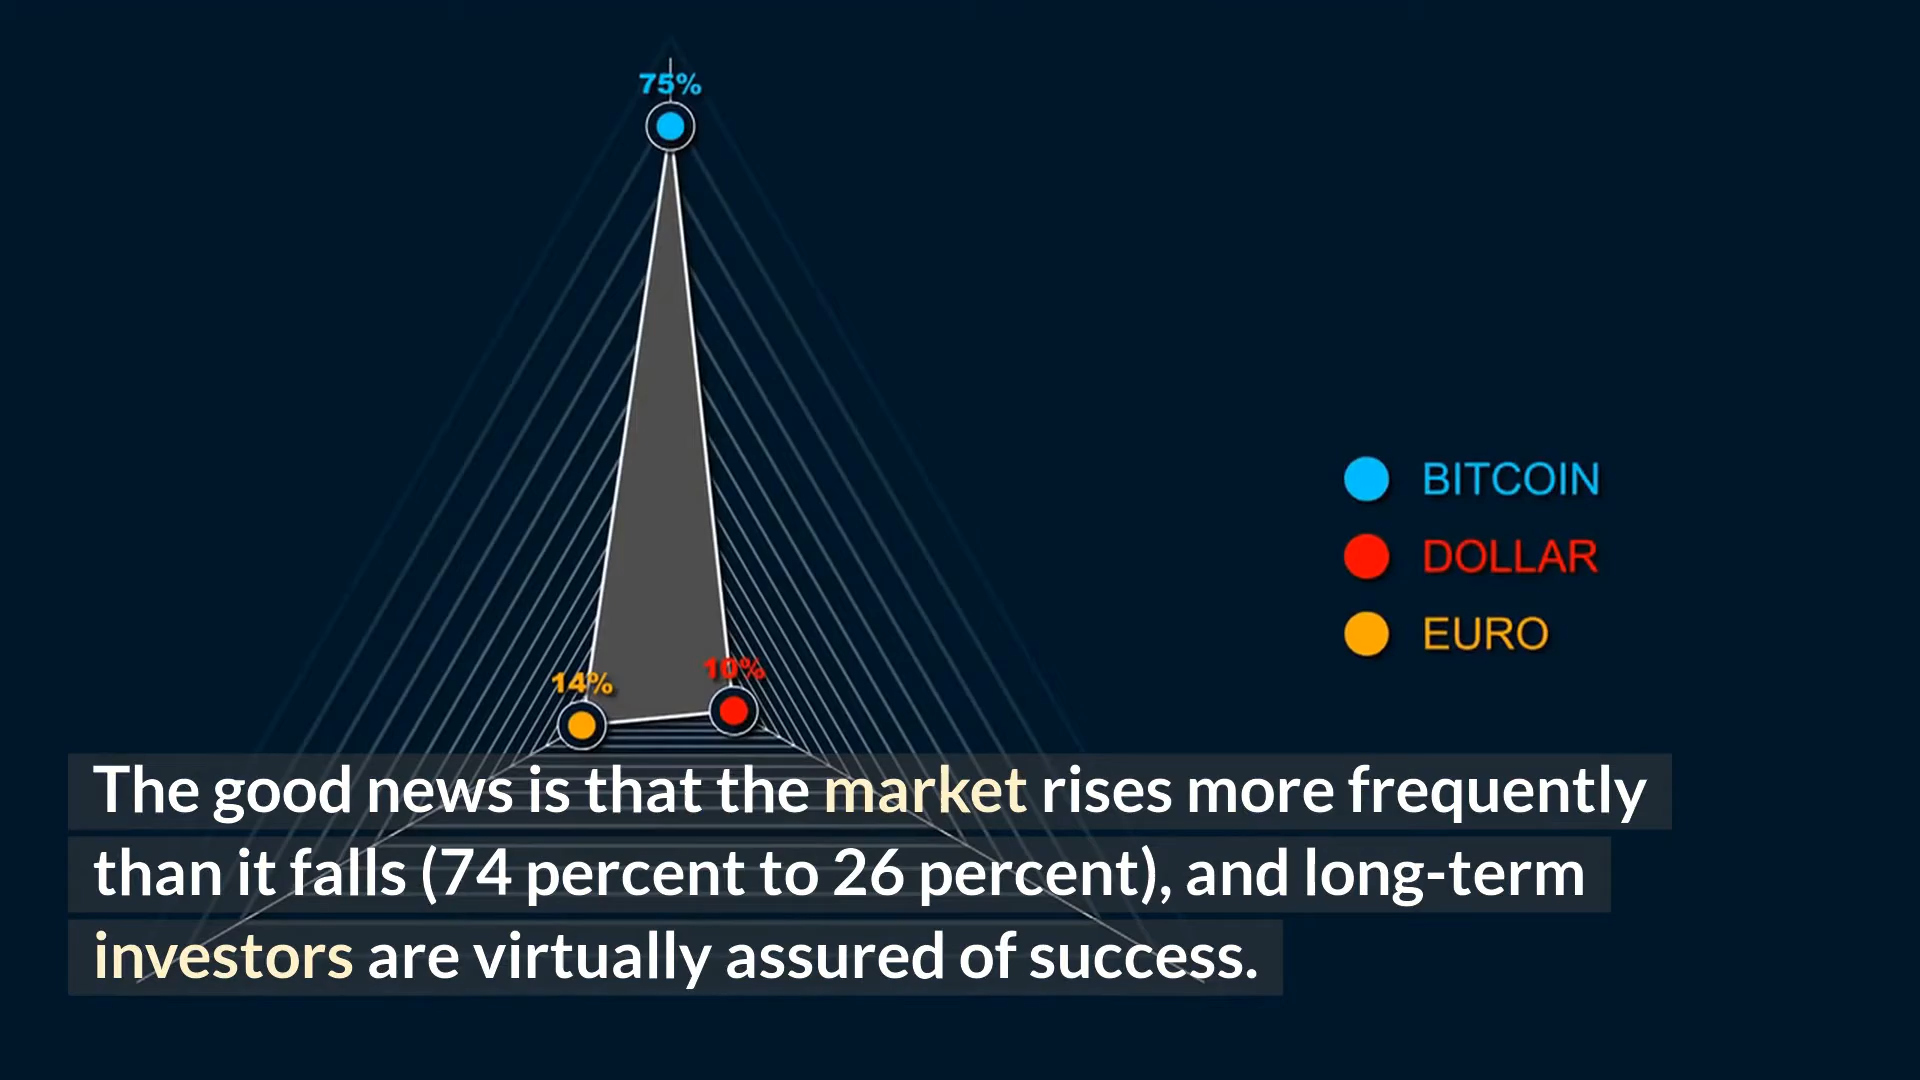 75%
BITCOIN
DOLLAR
EURO
10%
14%
The good news is that the market rises more frequently
than it falls (74 percent to 26 percent), and long-term
investors are virtually assured of success.